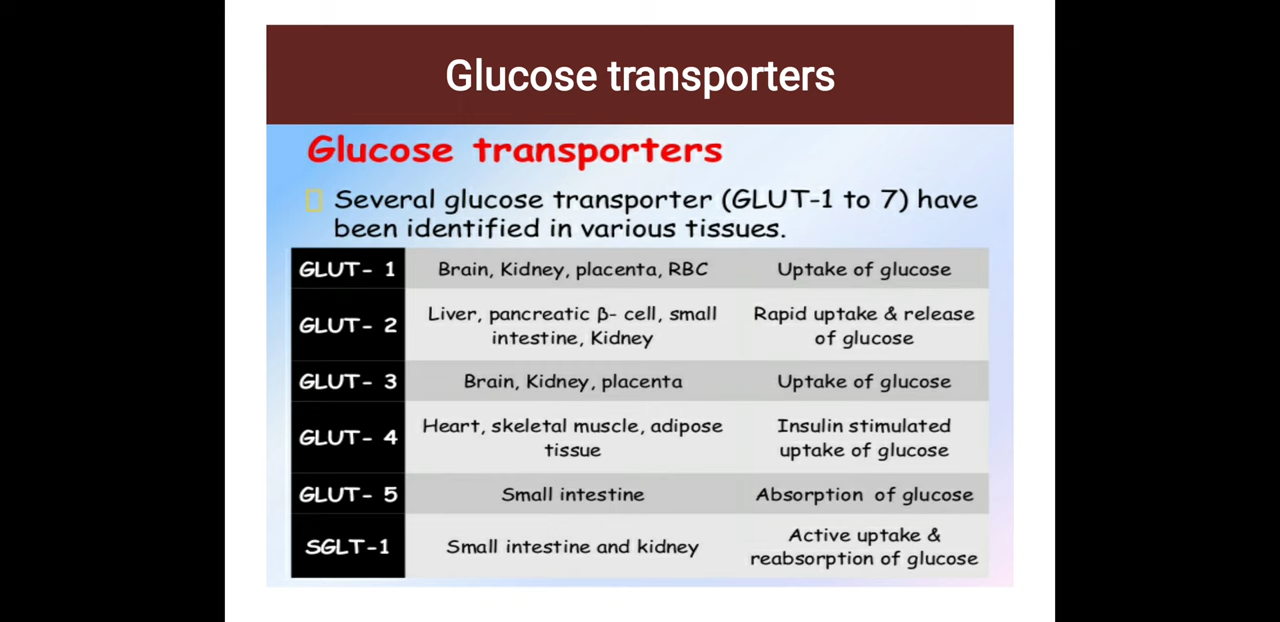 Glucose transporters
Glucose transporters
Several glucose transporter (GLUT-1 to 7) have
been identified in various tissues.
GLUT- 1 Brain, Kidney, placenta, RBC Uptake of glucose
GLUT- 2 Liver, pancreatic β- cell, small intestine, Kidney Rapid uptake & release of glucose
GLUT- 3 Brain, Kidney, placenta Uptake of glucose
GLUT- 4 Heart, skeletal muscle, adipose tissue Insulin stimulated uptake of glucose
GLUT- 5 Small intestine Absorption of glucose
SGLT-1 Small intestine and kidney Active uptake & reabsorption of glucose